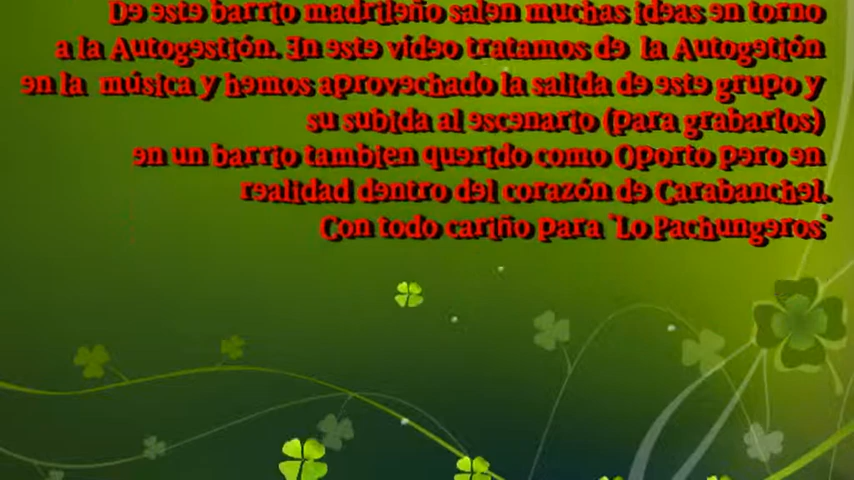 De este barrio madrileño salen muchas ideas en torno
a la Autogestión. En este video tratamos de la Autogetión
en la música y hemos aprovechado la salida de este grupo y
su subida al escenario (para grabarlos)
en un barrio tambien querido como Oporto pero en
realidad dentro del corazón de Carabanchel.
Con todo cariño para `Lo Pachungeros`